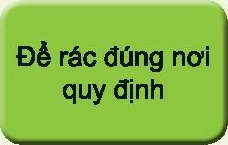 Để rác đúng nơi
quy định